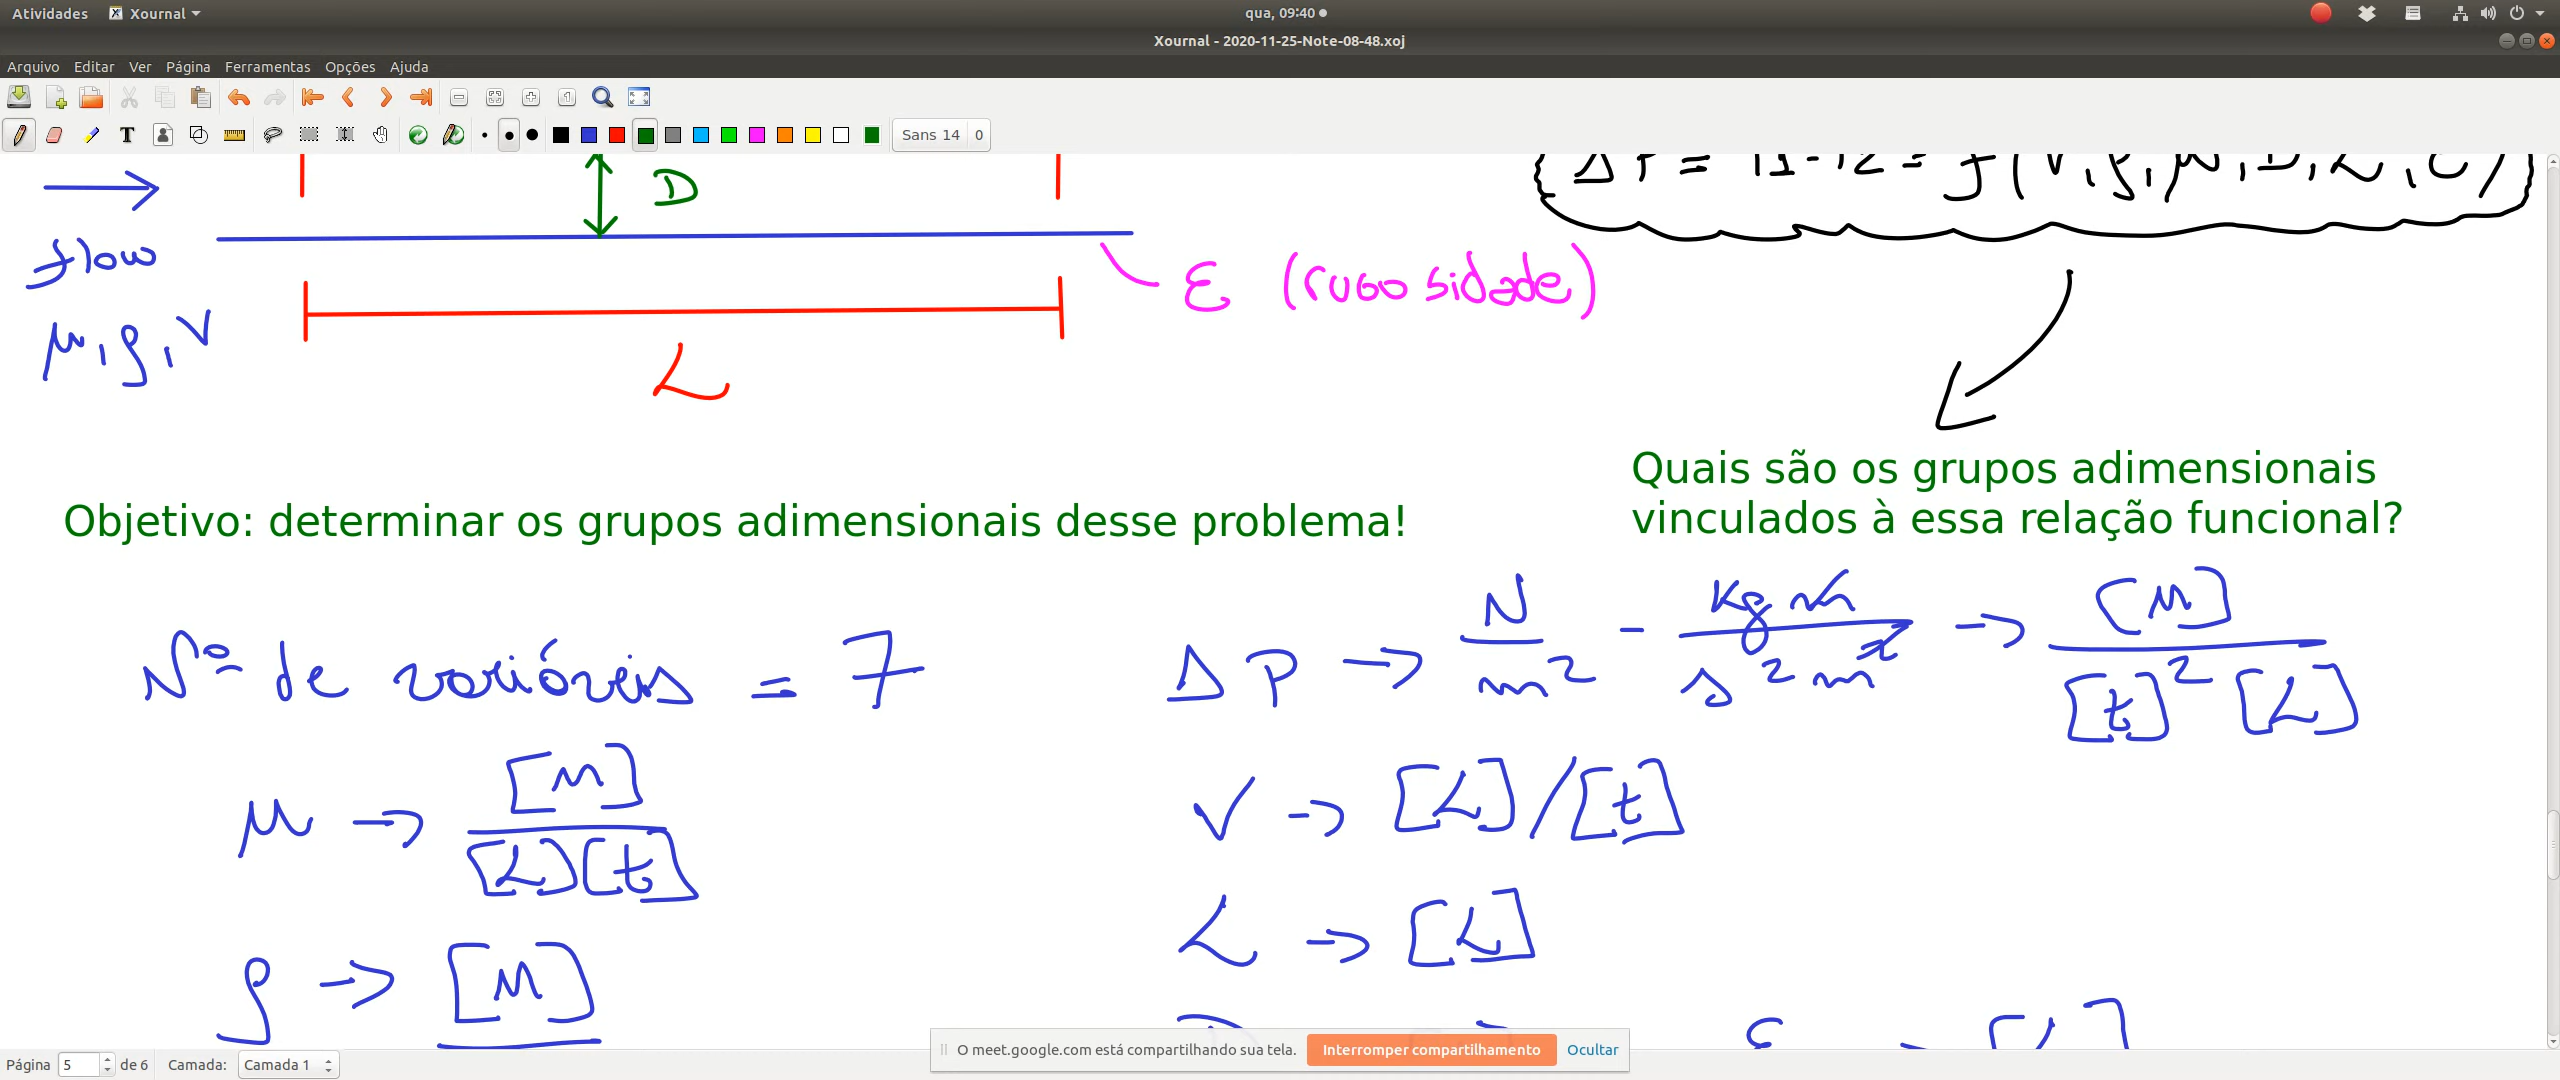 Atividades Xournal qua, 09:40
Xournal - 2020-11-25-Note-08-48.xoj
Arquivo Editar Ver Página Ferramentas Opções Ajuda
T Sans 14 0
D
ΔP = P1-P2 = f(V, ρ, μ, D, L, ε)
flow
ε (rugosidade)
μ, ρ, V
L
Quais são os grupos adimensionais
vinculados à essa relação funcional?
Objetivo: determinar os grupos adimensionais desse problema!
Nº de variáveis = 7
ΔP → N/m² - kg m/s² m² → [M]/[t]² [L]
μ → [M]/[L][t]
V → [L]/[t]
L → [L]
ρ → [M]
ε
O meet.google.com está compartilhando sua tela. Interromper compartilhamento Ocultar
Página 5 de 6 Camada: Camada 1